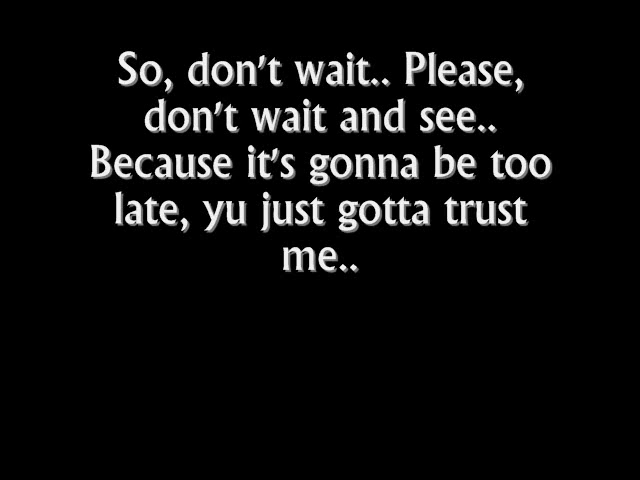 So, don't wait.. Please,
don't wait and see..
Because it's gonna be too
late, yu just gotta trust
me..